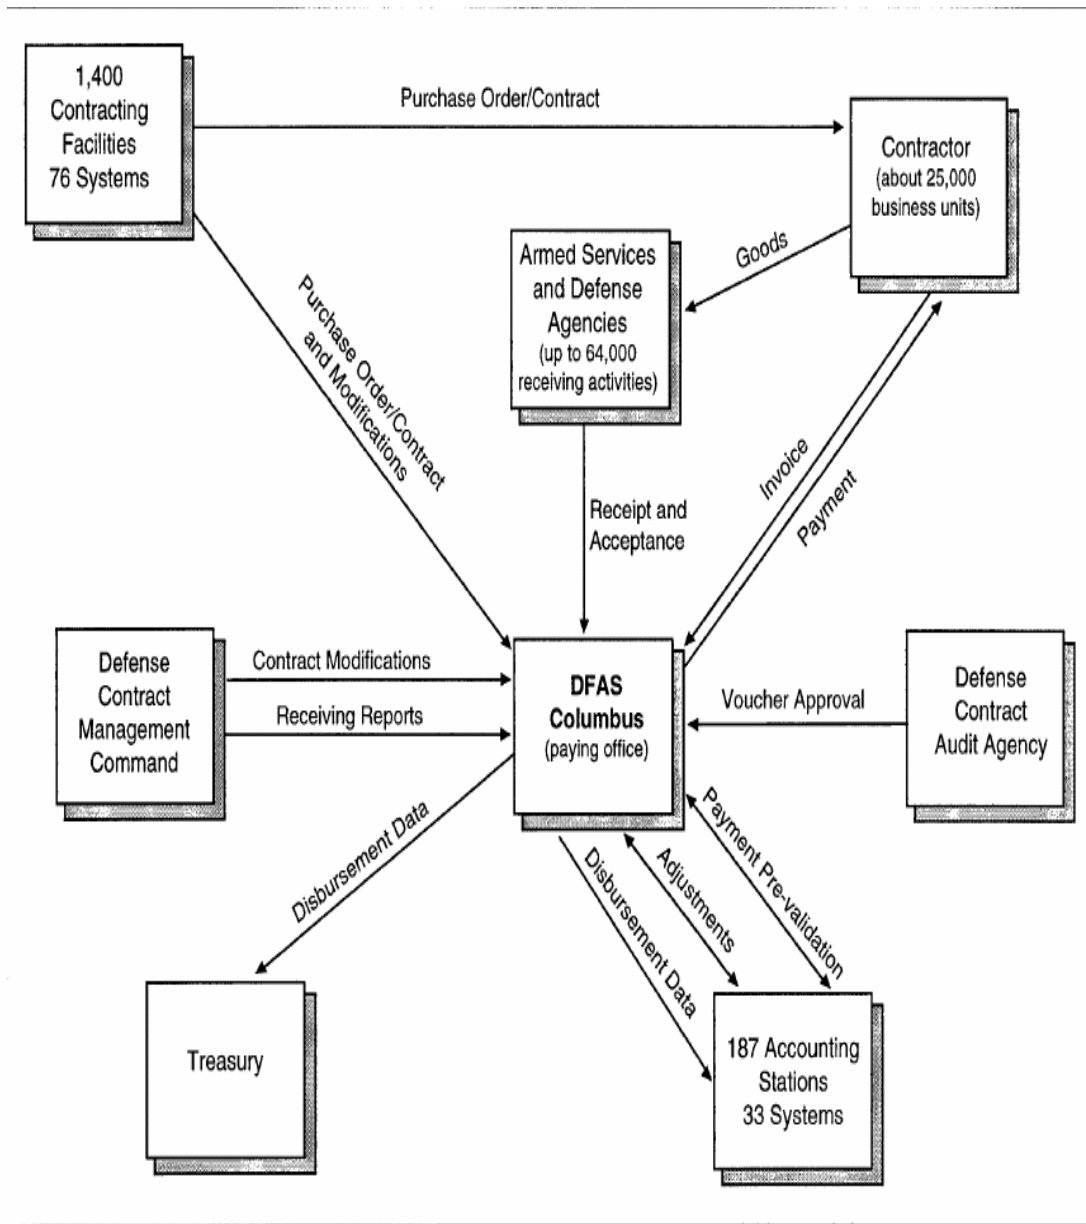 1,400
Contracting
Facilities
76 Systems
Purchase Order/Contract
Contractor
(about 25,000
business units)
Goods
Armed Services
and Defense
Agencies
(up to 64,000
receiving activities)
Purchase Order/Contract
and Modifications
Receipt and
Acceptance
Invoice
Payment
Defense
Contract
Management
Command
Contract Modifications
Receiving Reports
DFAS
Columbus
(paying office)
Voucher Approval
Defense
Contract
Audit Agency
Disbursement Data
Disbursement Data
Adjustments
Payment Pre-validation
Treasury
187 Accounting
Stations
33 Systems